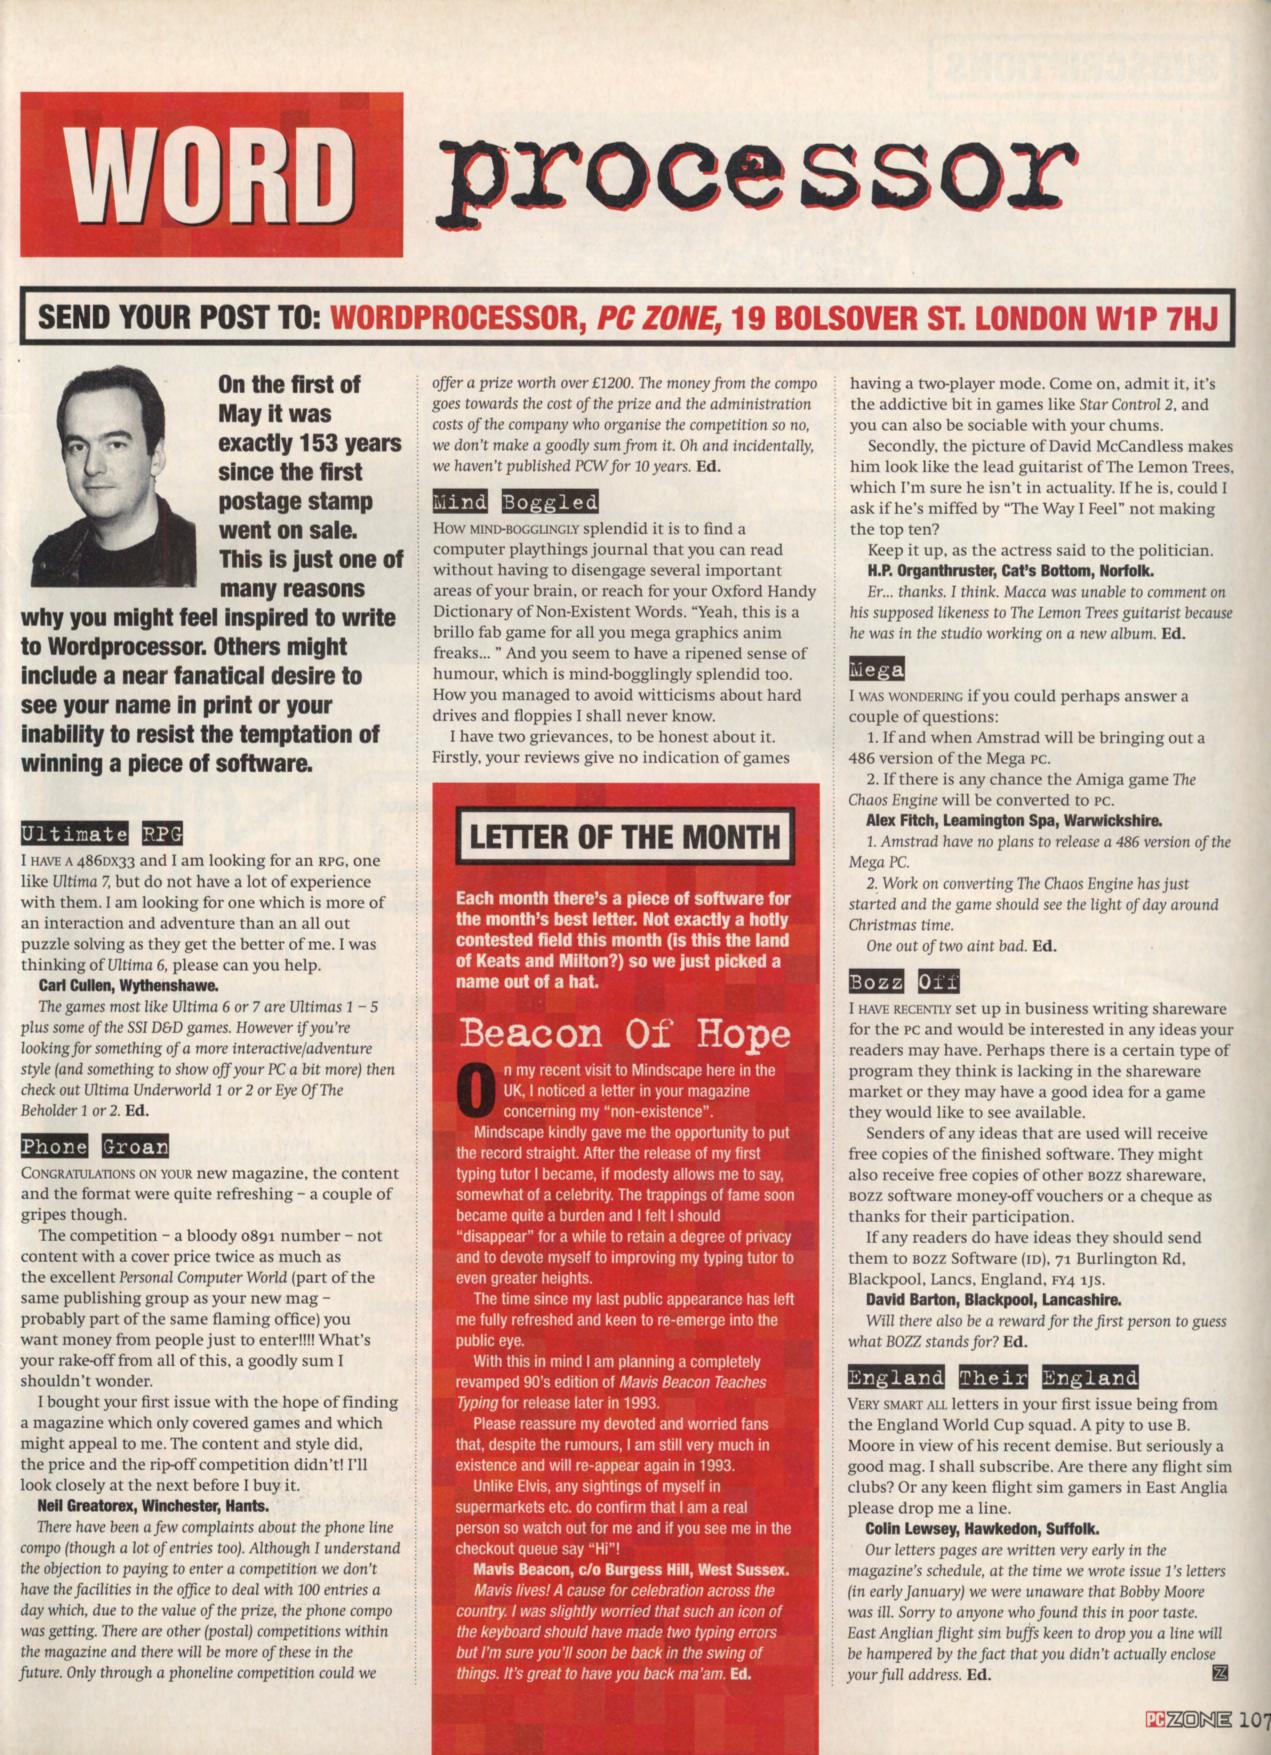 WORD processor
SEND YOUR POST TO: WORDPROCESSOR, PC ZONE, 19 BOLSOVER ST. LONDON W1P 7HJ
On the first of
May it was
exactly 153 years
since the first
postage stamp
went on sale.
This is just one of
many reasons
why you might feel inspired to write
to Wordprocessor. Others might
include a near fanatical desire to
see your name in print or your
inability to resist the temptation of
winning a piece of software.
Ultimate RPG
I HAVE A 486DX33 and I am looking for an RPG, one
like Ultima 7, but do not have a lot of experience
with them. I am looking for one which is more of
an interaction and adventure than an all out
puzzle solving as they get the better of me. I was
thinking of Ultima 6, please can you help.
Carl Cullen, Wythenshawe.
The games most like Ultima 6 or 7 are Ultimas 1 – 5
plus some of the SSI D&D games. However if you're
looking for something of a more interactive/adventure
style (and something to show off your PC a bit more) then
check out Ultima Underworld 1 or 2 or Eye Of The
Beholder 1 or 2. Ed.
Phone Groan
CONGRATULATIONS ON YOUR new magazine, the content
and the format were quite refreshing – a couple of
gripes though.
The competition – a bloody 0891 number – not
content with a cover price twice as much as
the excellent Personal Computer World (part of the
same publishing group as your new mag –
probably part of the same flaming office) you
want money from people just to enter!!!! What's
your rake-off from all of this, a goodly sum I
shouldn't wonder.
I bought your first issue with the hope of finding
a magazine which only covered games and which
might appeal to me. The content and style did,
the price and the rip-off competition didn't! I'll
look closely at the next before I buy it.
Neil Greatorex, Winchester, Hants.
There have been a few complaints about the phone line
compo (though a lot of entries too). Although I understand
the objection to paying to enter a competition we don't
have the facilities in the office to deal with 100 entries a
day which, due to the value of the prize, the phone compo
was getting. There are other (postal) competitions within
the magazine and there will be more of these in the
future. Only through a phoneline competition could we
offer a prize worth over £1200. The money from the compo
goes towards the cost of the prize and the administration
costs of the company who organise the competition so no,
we don't make a goodly sum from it. Oh and incidentally,
we haven't published PCW for 10 years. Ed.
Mind Boggled
HOW MIND-BOGGLINGLY splendid it is to find a
computer playthings journal that you can read
without having to disengage several important
areas of your brain, or reach for your Oxford Handy
Dictionary of Non-Existent Words. "Yeah, this is a
brillo fab game for all you mega graphics anim
freaks... " And you seem to have a ripened sense of
humour, which is mind-bogglingly splendid too.
How you managed to avoid witticisms about hard
drives and floppies I shall never know.
I have two grievances, to be honest about it.
Firstly, your reviews give no indication of games
LETTER OF THE MONTH
Each month there's a piece of software for
the month's best letter. Not exactly a hotly
contested field this month (is this the land
of Keats and Milton?) so we just picked a
name out of a hat.
Beacon Of Hope
On my recent visit to Mindscape here in the
UK, I noticed a letter in your magazine
concerning my "non-existence".
Mindscape kindly gave me the opportunity to put
the record straight. After the release of my first
typing tutor I became, if modesty allows me to say,
somewhat of a celebrity. The trappings of fame soon
became quite a burden and I felt I should
"disappear" for a while to retain a degree of privacy
and to devote myself to improving my typing tutor to
even greater heights.
The time since my last public appearance has left
me fully refreshed and keen to re-emerge into the
public eye.
With this in mind I am planning a completely
revamped 90's edition of Mavis Beacon Teaches
Typing for release later in 1993.
Please reassure my devoted and worried fans
that, despite the rumours, I am still very much in
existence and will re-appear again in 1993.
Unlike Elvis, any sightings of myself in
supermarkets etc. do confirm that I am a real
person so watch out for me and if you see me in the
checkout queue say "Hi"!
Mavis Beacon, c/o Burgess Hill, West Sussex.
Mavis lives! A cause for celebration across the
country. I was slightly worried that such an icon of
the keyboard should have made two typing errors
but I'm sure you'll soon be back in the swing of
things. It's great to have you back ma'am. Ed.
having a two-player mode. Come on, admit it, it's
the addictive bit in games like Star Control 2, and
you can also be sociable with your chums.
Secondly, the picture of David McCandless makes
him look like the lead guitarist of The Lemon Trees,
which I'm sure he isn't in actuality. If he is, could I
ask if he's miffed by "The Way I Feel" not making
the top ten?
Keep it up, as the actress said to the politician.
H.P. Organthruster, Cat's Bottom, Norfolk.
Er... thanks. I think. Macca was unable to comment on
his supposed likeness to The Lemon Trees guitarist because
he was in the studio working on a new album. Ed.
Mega
I WAS WONDERING if you could perhaps answer a
couple of questions:
1. If and when Amstrad will be bringing out a
486 version of the Mega PC.
2. If there is any chance the Amiga game The
Chaos Engine will be converted to PC.
Alex Fitch, Leamington Spa, Warwickshire.
1. Amstrad have no plans to release a 486 version of the
Mega PC.
2. Work on converting The Chaos Engine has just
started and the game should see the light of day around
Christmas time.
One out of two aint bad. Ed.
Bozz Off
I HAVE RECENTLY set up in business writing shareware
for the PC and would be interested in any ideas your
readers may have. Perhaps there is a certain type of
program they think is lacking in the shareware
market or they may have a good idea for a game
they would like to see available.
Senders of any ideas that are used will receive
free copies of the finished software. They might
also receive free copies of other BOZZ shareware,
BOZZ software money-off vouchers or a cheque as
thanks for their participation.
If any readers do have ideas they should send
them to BOZZ Software (ID), 71 Burlington Rd,
Blackpool, Lancs, England, FY4 1JS.
David Barton, Blackpool, Lancashire.
Will there also be a reward for the first person to guess
what BOZZ stands for? Ed.
England Their England
VERY SMART ALL letters in your first issue being from
the England World Cup squad. A pity to use B.
Moore in view of his recent demise. But seriously a
good mag. I shall subscribe. Are there any flight sim
clubs? Or any keen flight sim gamers in East Anglia
please drop me a line.
Colin Lewsey, Hawkedon, Suffolk.
Our letters pages are written very early in the
magazine's schedule, at the time we wrote issue 1's letters
(in early January) we were unaware that Bobby Moore
was ill. Sorry to anyone who found this in poor taste.
East Anglian flight sim buffs keen to drop you a line will
be hampered by the fact that you didn't actually enclose
your full address. Ed. Z
PC ZONE 107